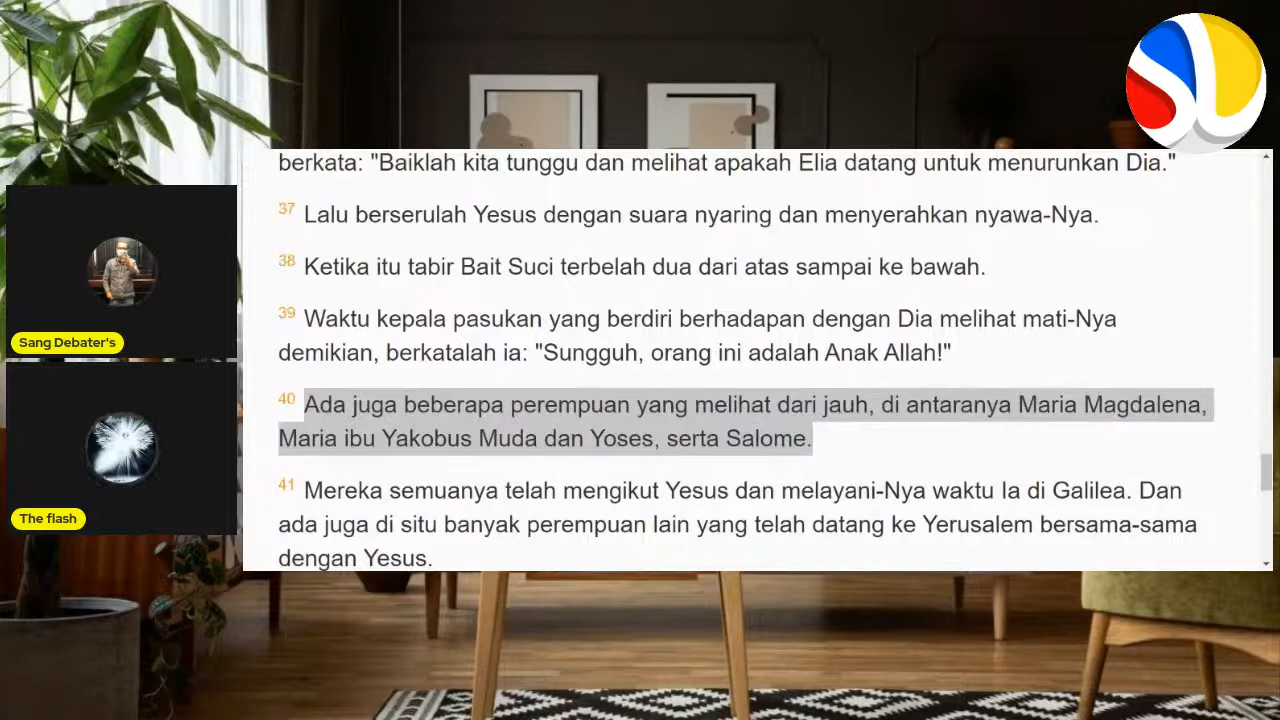 berkata: "Baiklah kita tunggu dan melihat apakah Elia datang untuk menurunkan Dia."
37 Lalu berserulah Yesus dengan suara nyaring dan menyerahkan nyawa-Nya.
38 Ketika itu tabir Bait Suci terbelah dua dari atas sampai ke bawah.
39 Waktu kepala pasukan yang berdiri berhadapan dengan Dia melihat mati-Nya
demikian, berkatalah ia: "Sungguh, orang ini adalah Anak Allah!"
40 Ada juga beberapa perempuan yang melihat dari jauh, di antaranya Maria Magdalena,
Maria ibu Yakobus Muda dan Yoses, serta Salome.
41 Mereka semuanya telah mengikut Yesus dan melayani-Nya waktu Ia di Galilea. Dan
ada juga di situ banyak perempuan lain yang telah datang ke Yerusalem bersama-sama
dengan Yesus.
Sang Debater's
The flash